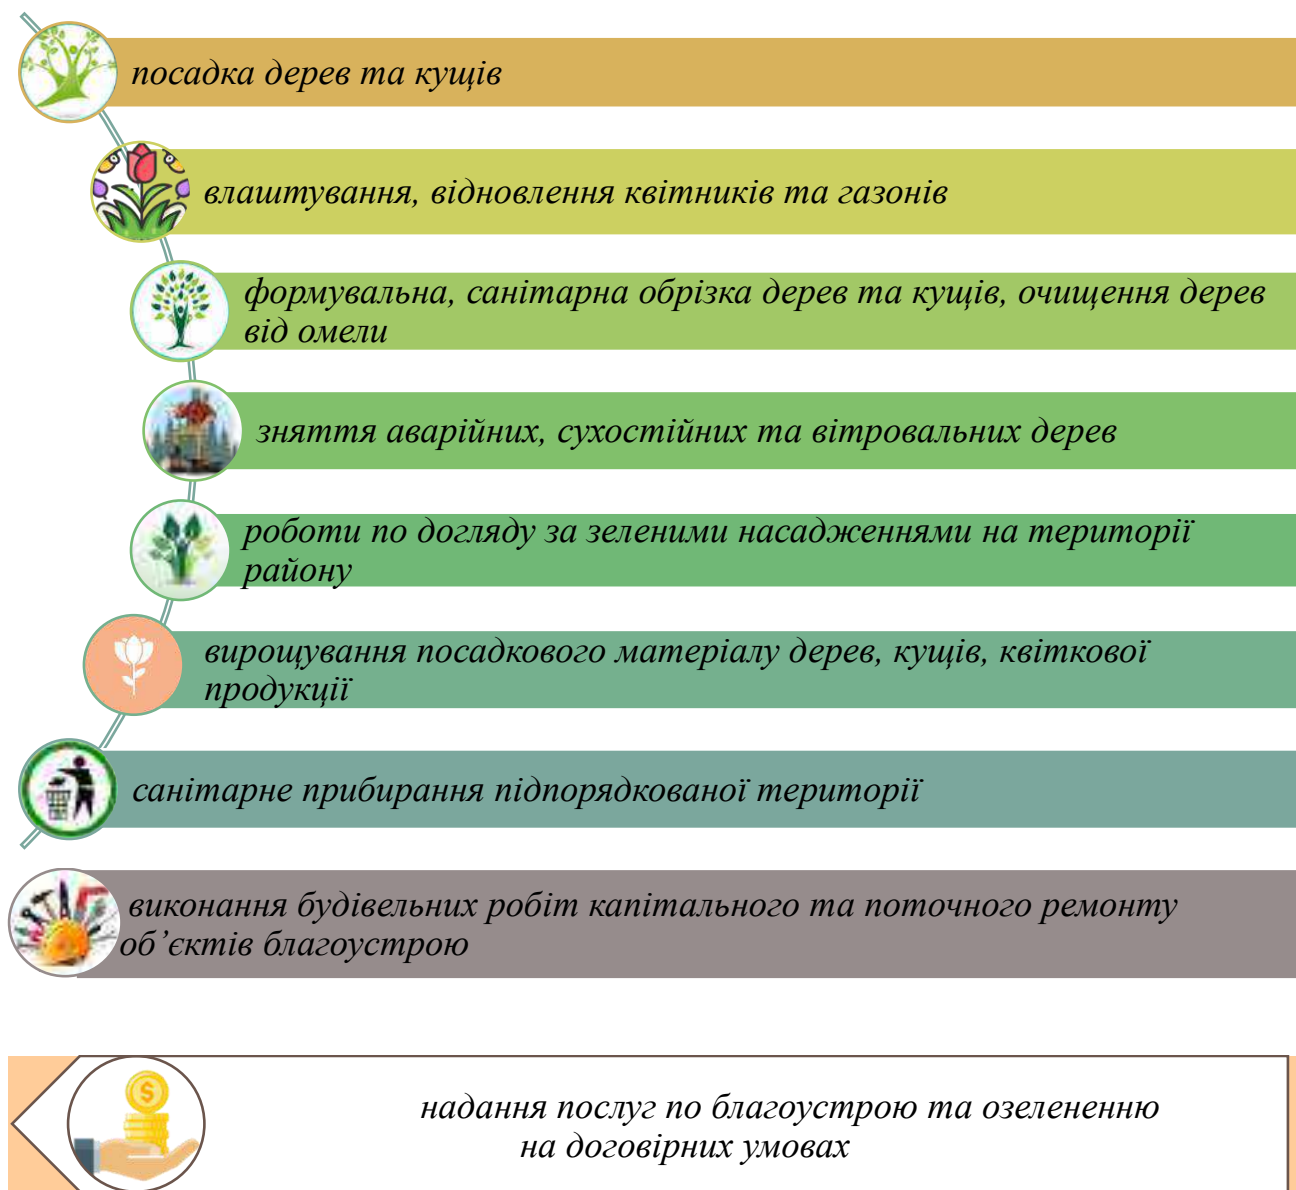 посадка дерев та кущів
влаштування, відновлення квітників та газонів
формувальна, санітарна обрізка дерев та кущів, очищення дерев
від омели
зняття аварійних, сухостійних та вітровальних дерев
роботи по догляду за зеленими насадженнями на території
району
вирощування посадкового матеріалу дерев, кущів, квіткової
продукції
санітарне прибирання підпорядкованої території
виконання будівельних робіт капітального та поточного ремонту
об’єктів благоустрою
$
надання послуг по благоустрою та озелененню
на договірних умовах